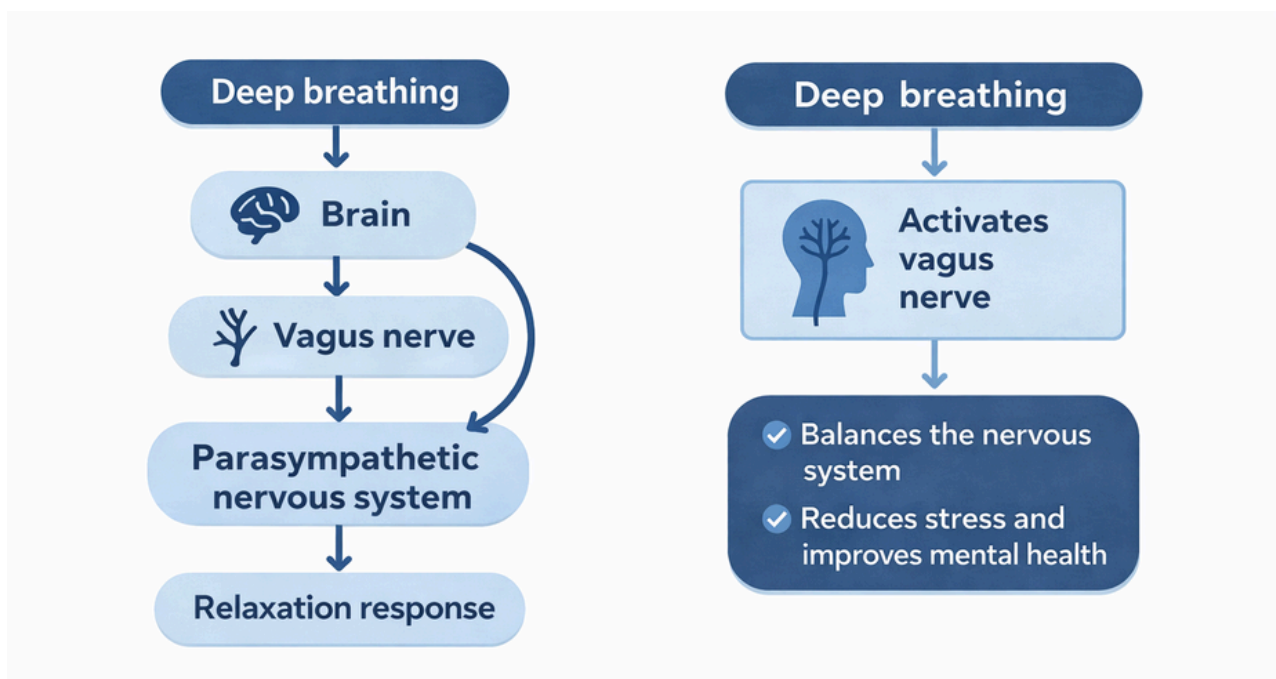 Deep breathing
Brain
Vagus nerve
Parasympathetic
nervous system
Relaxation response
Deep breathing
Activates
vagus
nerve
Balances the nervous
system
Reduces stress and
improves mental health